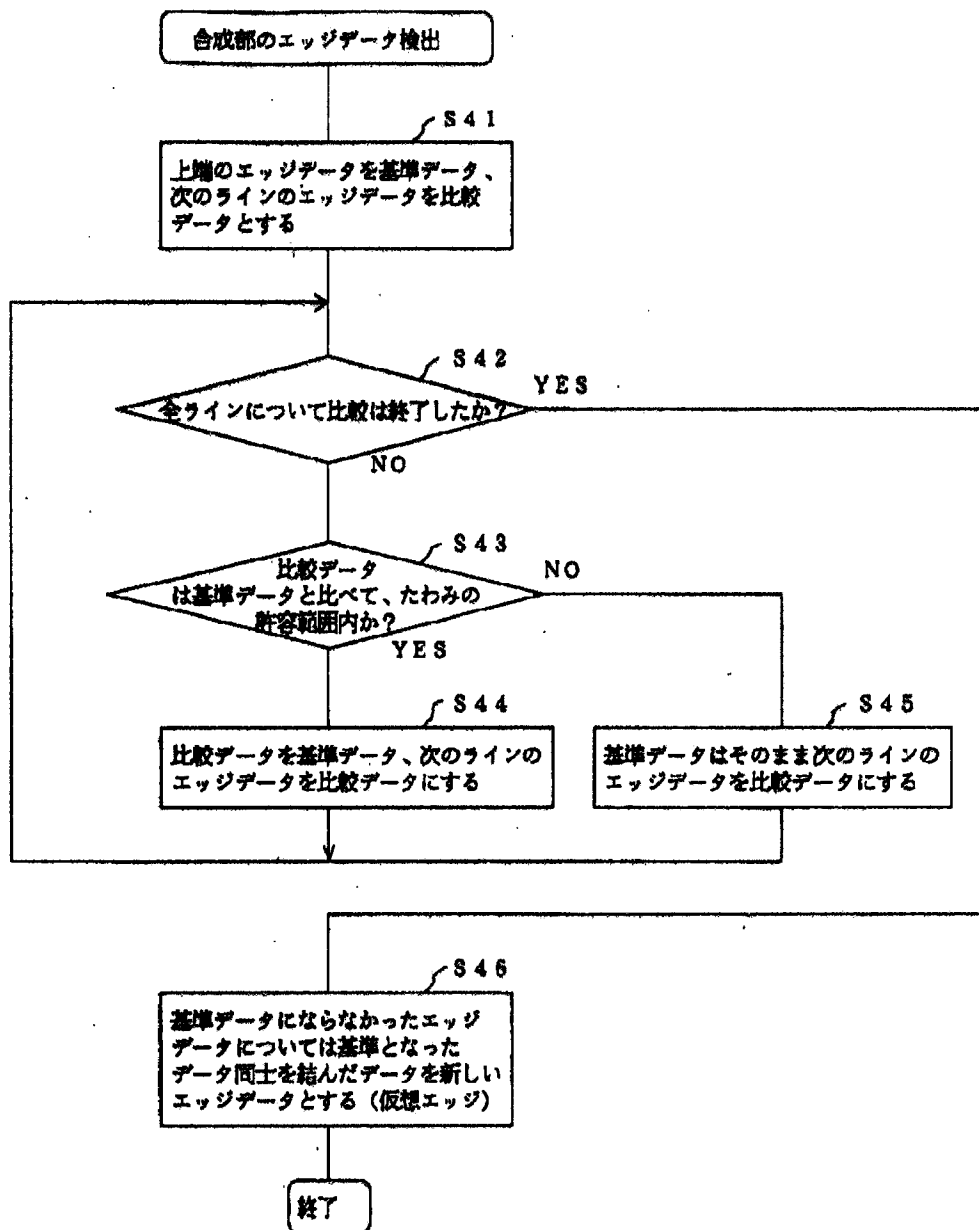 合成部のエッジデータ検出
S41
上端のエッジデータを基準データ、
次のラインのエッジデータを比較
データとする
S42
YES
全ラインについて比較は終了したか?
NO
S43
比較データ
は基準データと比べて、たわみの
許容範囲内か?
NO
YES
S44
比較データを基準データ、次のラインの
エッジデータを比較データにする
S45
基準データはそのまま次のラインの
エッジデータを比較データにする
S46
基準データにならなかったエッジ
データについては基準となった
データ同士を結んだデータを新しい
エッジデータとする(仮想エッジ)
終了